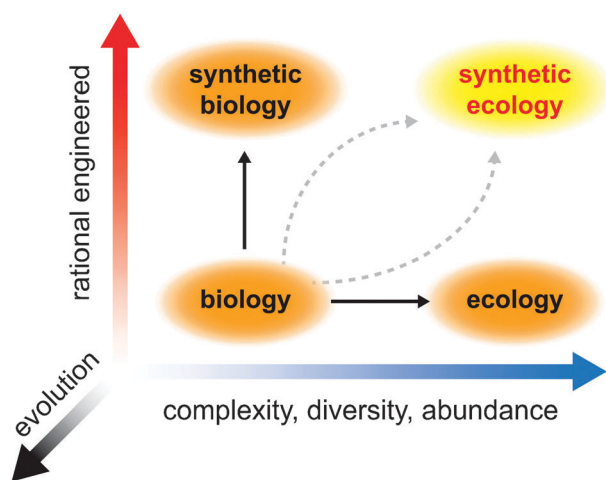 synthetic
biology
synthetic
ecology
rational engineered
biology
ecology
evolution
complexity, diversity, abundance